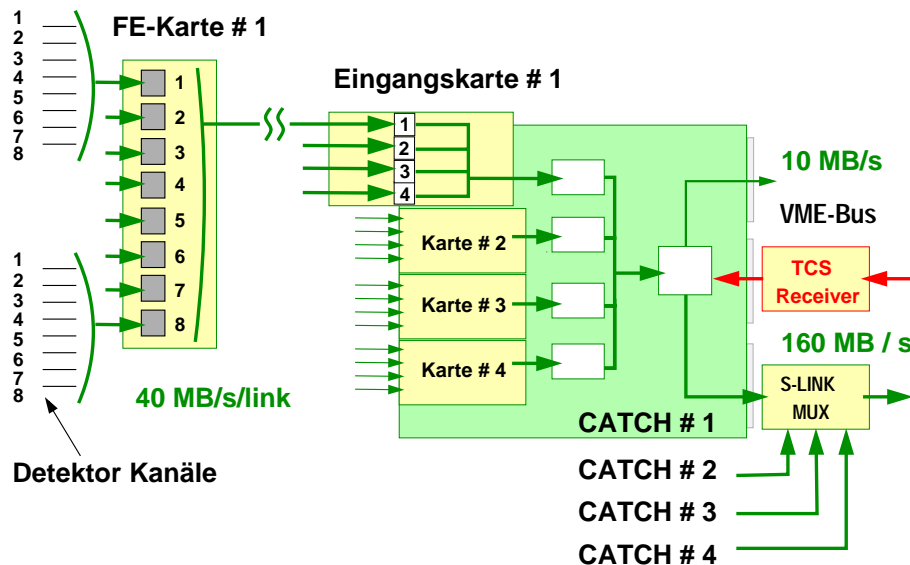 FE-Karte # 1
1
2
3
4
5
6
7
8
1
2
3
4
5
6
7
8
1
2
3
4
5
6
7
8
40 MB/s/link
Detektor Kanäle
Eingangskarte # 1
1
2
3
4
Karte # 2
Karte # 3
Karte # 4
CATCH # 1
CATCH # 2
CATCH # 3
CATCH # 4
10 MB/s
VME-Bus
TCS
Receiver
160 MB / s
S-LINK
MUX